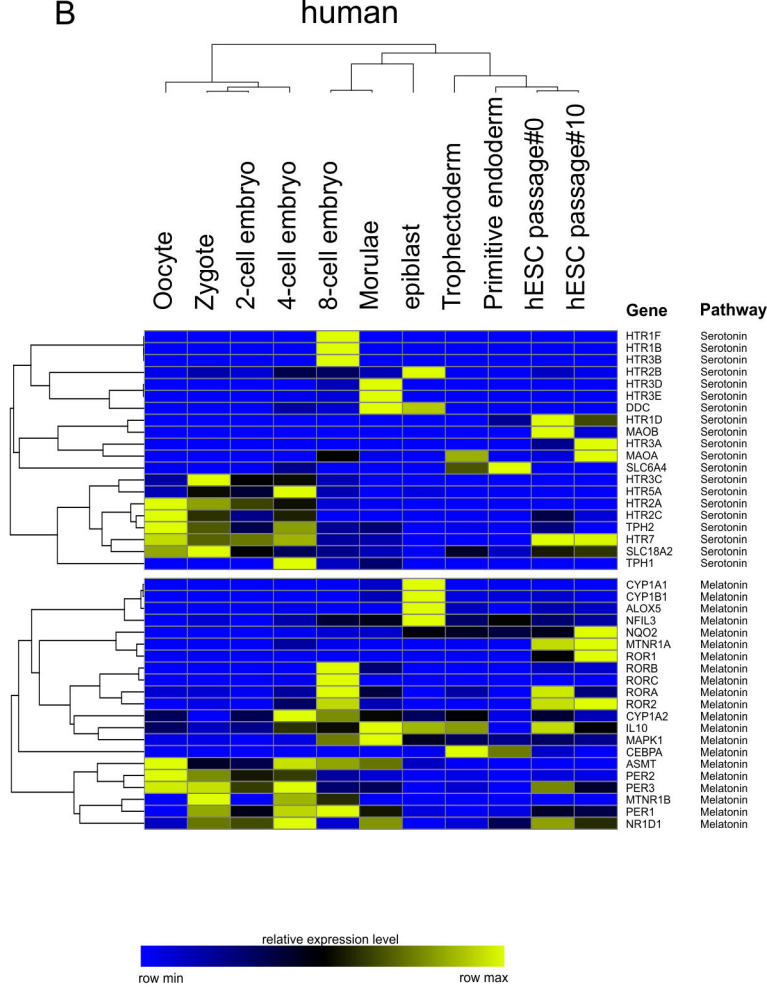 B
human
Oocyte
Zygote
2-cell embryo
4-cell embryo
8-cell embryo
Morulae
epiblast
Trophectoderm
Primitive endoderm
hESC passage#0
hESC passage#10
Gene Pathway
HTR1F Serotonin
HTR1B Serotonin
HTR3B Serotonin
HTR2B Serotonin
HTR3D Serotonin
HTR3E Serotonin
DDC Serotonin
HTR1D Serotonin
MAOB Serotonin
HTR3A Serotonin
MAOA Serotonin
SLC6A4 Serotonin
HTR3C Serotonin
HTR5A Serotonin
HTR2A Serotonin
HTR2C Serotonin
TPH2 Serotonin
HTR7 Serotonin
SLC18A2 Serotonin
TPH1 Serotonin
CYP1A1 Melatonin
CYP1B1 Melatonin
ALOX5 Melatonin
NFIL3 Melatonin
NQO2 Melatonin
MTNR1A Melatonin
ROR1 Melatonin
RORB Melatonin
RORC Melatonin
RORA Melatonin
ROR2 Melatonin
CYP1A2 Melatonin
IL10 Melatonin
MAPK1 Melatonin
CEBPA Melatonin
ASMT Melatonin
PER2 Melatonin
PER3 Melatonin
MTNR1B Melatonin
PER1 Melatonin
NR1D1 Melatonin
relative expression level
row min row max